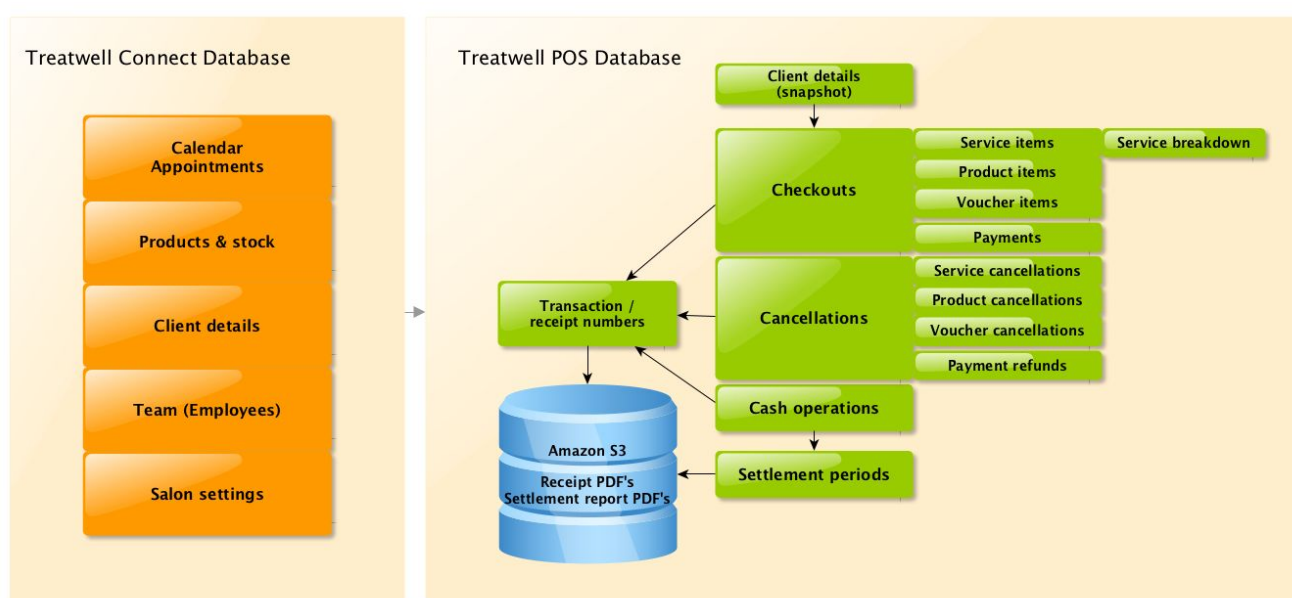 Treatwell Connect Database
Calendar
Appointments
Products & stock
Client details
Team (Employees)
Salon settings
Treatwell POS Database
Client details
(snapshot)
Checkouts
Service items
Service breakdown
Product items
Voucher items
Payments
Cancellations
Service cancellations
Product cancellations
Voucher cancellations
Payment refunds
Transaction /
receipt numbers
Cash operations
Settlement periods
Amazon S3
Receipt PDF's
Settlement report PDF's